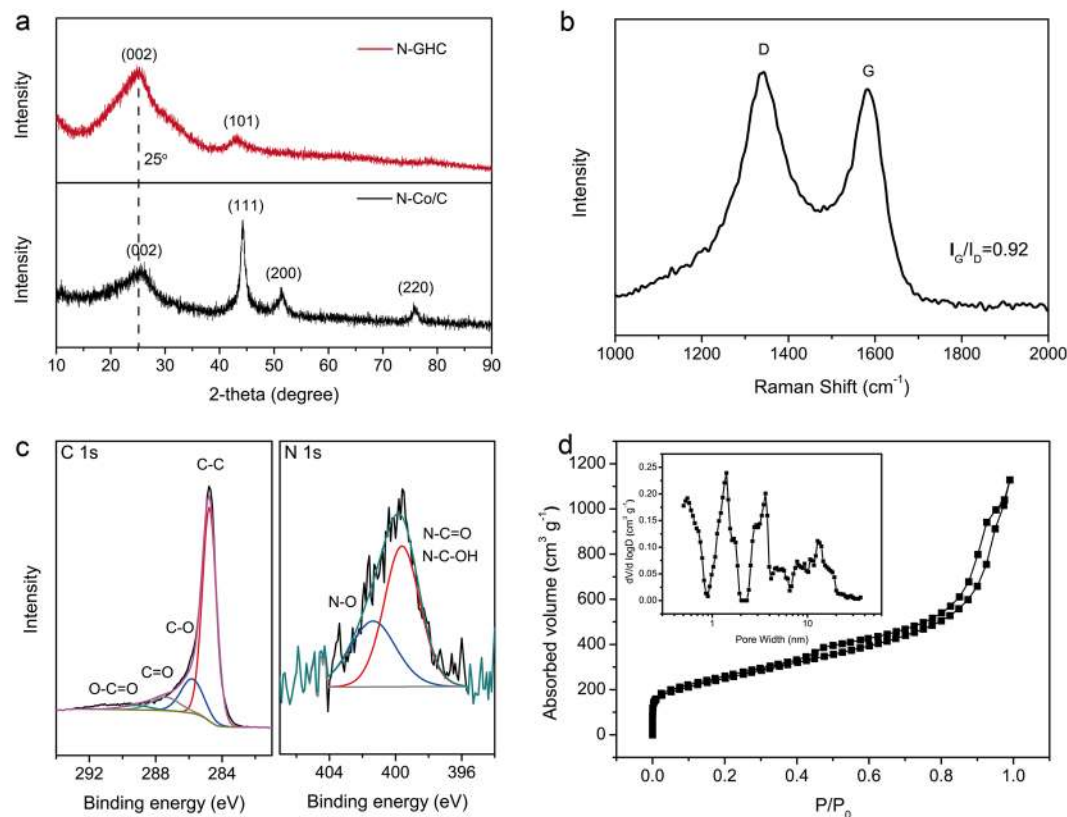 a
N-GHC
(002)
(101)
25°
Intensity
N-Co/C
(111)
(002)
(200)
(220)
Intensity
10 20 30 40 50 60 70 80 90
2-theta (degree)
b
D
G
Intensity
I_G/I_D=0.92
1000 1200 1400 1600 1800 2000
Raman Shift (cm⁻¹)
c
C 1s
C-C
C-O
C=O
O-C=O
Intensity
292 288 284
Binding energy (eV)
N 1s
N-C=O
N-C-OH
N-O
404 400 396
Binding energy (eV)
d
1200
1000
800
600
400
200
0
Absorbed volume (cm³ g⁻¹)
0.0 0.2 0.4 0.6 0.8 1.0
P/P₀
0.25
0.20
0.15
0.10
0.05
0.00
dV/d logD (cm³ g⁻¹)
1 10
Pore Width (nm)